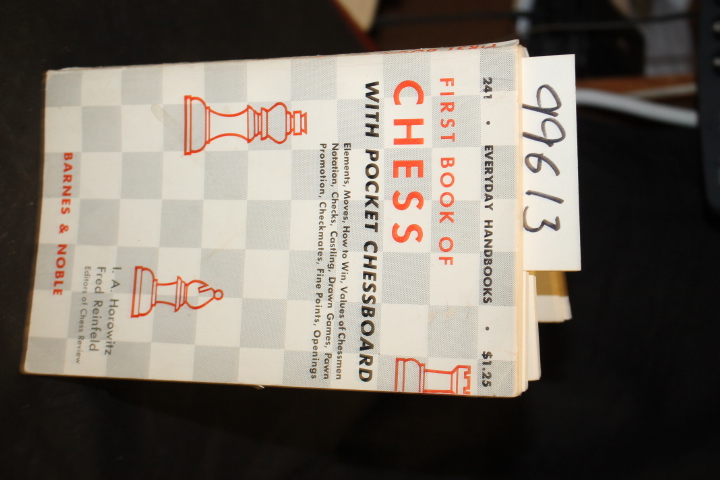 99613
241 • EVERYDAY HANDBOOKS • $1.25
FIRST BOOK OF
CHESS
WITH POCKET CHESSBOARD
Elements, Moves, How to Win, Values of Chessmen
Notation, Checks, Castling, Drawn Games, Pawn
Promotion, Checkmates, Fine Points, Openings
I. A. Horowitz
Fred Reinfeld
Editors of Chess Review
BARNES & NOBLE